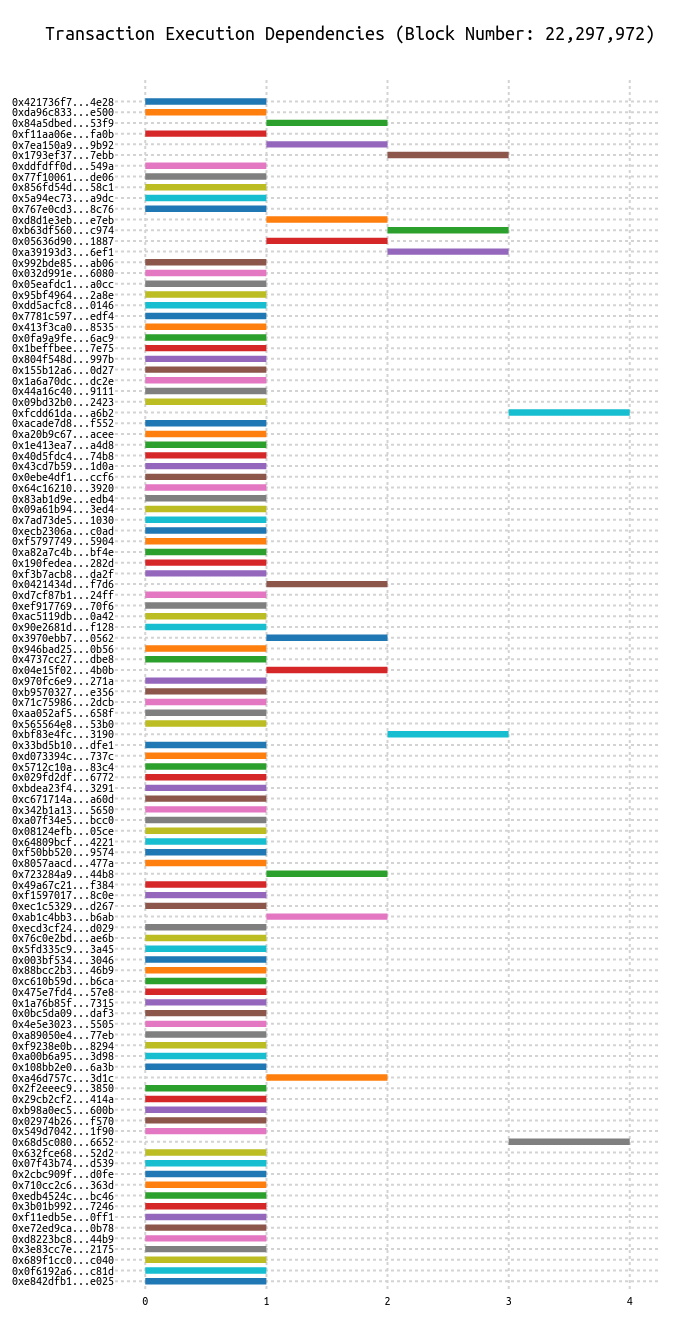 Transaction Execution Dependencies (Block Number: 22,297,972)
0x421736f7...4e28
0xda96c833...e500
0x84a5dbed...53f9
0xf11aa06e...fa0b
0x7ea150a9...9b92
0x1793ef37...7ebb
0xddfdff0d...549a
0x77f10061...de06
0x856fd54d...58c1
0x5a94ec73...a9dc
0x767e0cd3...8c76
0xd8d1e3eb...e7eb
0xb63df560...c974
0x05636d90...1887
0xa39193d3...6ef1
0x992bde85...ab06
0x032d991e...6080
0x05eafdc1...a0cc
0x95bf4964...2a8e
0xdd5acfc8...0146
0x7781c597...edf4
0x413f3ca0...8535
0x0fa9a9fe...6ac9
0x1beffbee...7e75
0x804f548d...997b
0x155b12a6...0d27
0x1a6a70dc...dc2e
0x44a16c40...9111
0x09bd32b0...2423
0xfcdd61da...a6b2
0xacade7d8...f552
0xa20b9c67...acee
0x1e413ea7...a4d8
0x40d5fdc4...74b8
0x43cd7b59...1d0a
0x0ebe4df1...ccf6
0x64c16210...3920
0x83ab1d9e...edb4
0x09a61b94...3ed4
0x7ad73de5...1030
0xecb2306a...c0ad
0xf5797749...5904
0xa82a7c4b...bf4e
0x190fedea...282d
0xf3b7acb8...da2f
0x0421434d...f7d6
0xd7cf87b1...24ff
0xef917769...70f6
0xac5119db...0a42
0x90e2681d...f128
0x3970ebb7...0562
0x946bad25...0b56
0x4737cc27...dbe8
0x04e15f02...4b0b
0x970fc6e9...271a
0xb9570327...e356
0x71c75986...2dcb
0xaa052af5...658f
0x565564e8...53b0
0xbf83e4fc...3190
0x33bd5b10...dfe1
0xd073394c...737c
0x5712c10a...83c4
0x029fd2df...6772
0xbdea23f4...3291
0xc671714a...a60d
0x342b1a13...5650
0xa07f34e5...bcc0
0x08124efb...05ce
0x64809bcf...4221
0xf50bb520...9574
0x8057aacd...477a
0x723284a9...44b8
0x49a67c21...f384
0xf1597017...8c0e
0xec1c5329...d267
0xab1c4bb3...b6ab
0xecd3cf24...d029
0x76c0e2bd...ae6b
0x5fd335c9...3a45
0x003bf534...3046
0x88bcc2b3...46b9
0xc610b59d...b6ca
0x475e7fd4...57e8
0x1a76b85f...7315
0x0bc5da09...daf3
0x4e5e3023...5505
0xa89050e4...77eb
0xf9238e0b...8294
0xa00b6a95...3d98
0x108bb2e0...6a3b
0xa46d757c...3d1c
0x2f2eeec9...3850
0x29cb2cf2...414a
0xb98a0ec5...600b
0x02974b26...f570
0x549d7042...1f90
0x68d5c080...6652
0x632fce68...52d2
0x07f43b74...d539
0x2cbc909f...d0fe
0x710cc2c6...363d
0xedb4524c...bc46
0x3b01b992...7246
0xf11edb5e...0ff1
0xe72ed9ca...0b78
0xd8223bc8...44b9
0x3e83cc7e...2175
0x689f1cc0...c040
0x0f6192a6...c81d
0xe842dfb1...e025
0 1 2 3 4